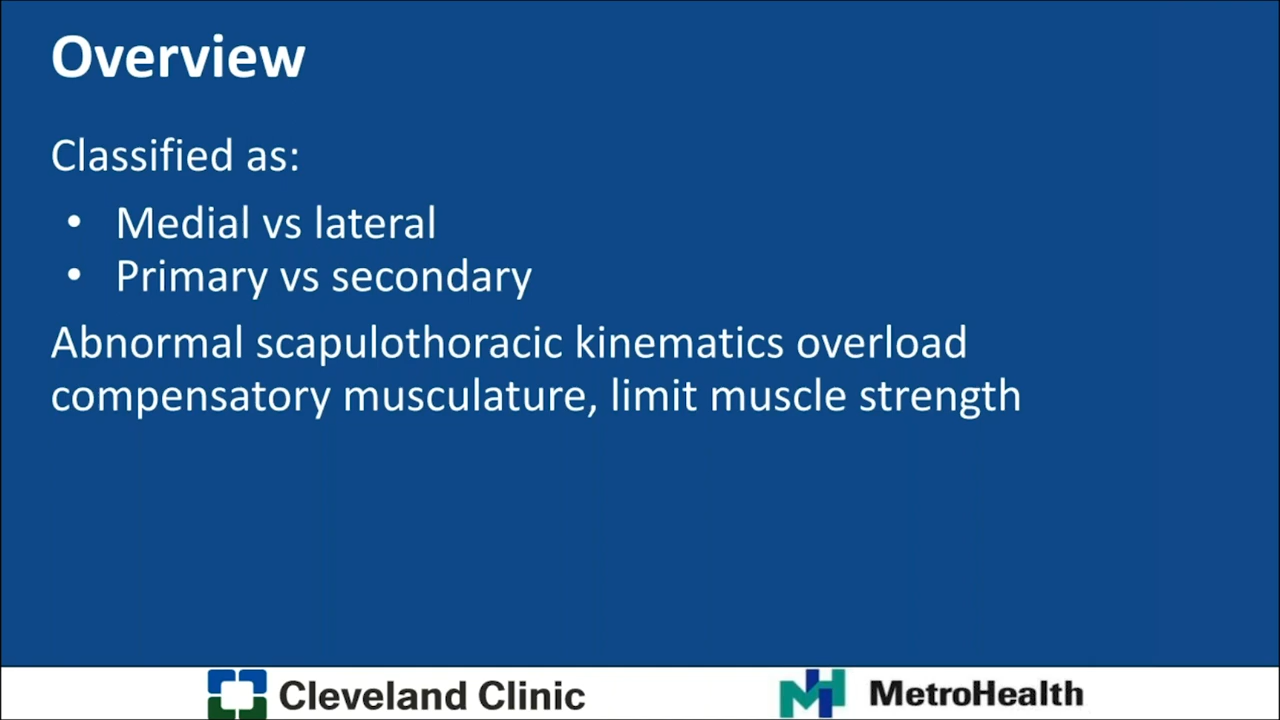 Overview
Classified as:
• Medial vs lateral
• Primary vs secondary
Abnormal scapulothoracic kinematics overload
compensatory musculature, limit muscle strength
Cleveland Clinic
MetroHealth